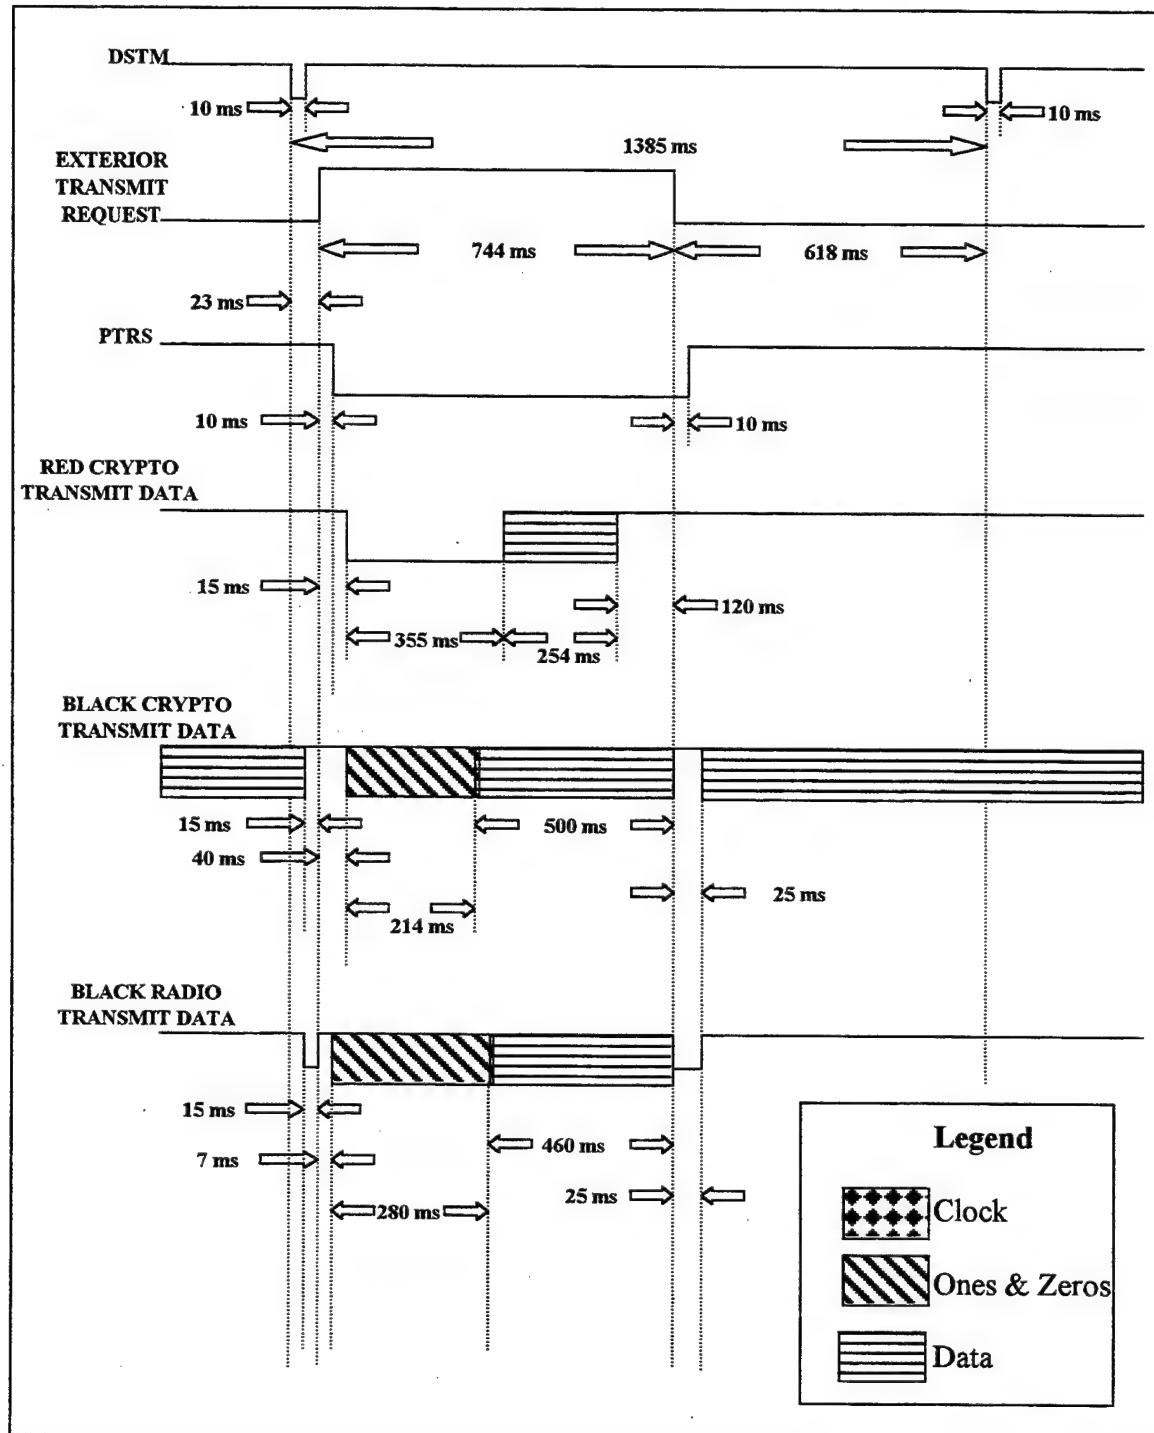 DSTM
10 ms
10 ms
1385 ms
EXTERIOR
TRANSMIT
REQUEST
744 ms
618 ms
23 ms
PTRS
10 ms
10 ms
RED CRYPTO
TRANSMIT DATA
15 ms
120 ms
355 ms
254 ms
BLACK CRYPTO
TRANSMIT DATA
15 ms
500 ms
40 ms
25 ms
214 ms
BLACK RADIO
TRANSMIT DATA
15 ms
460 ms
7 ms
25 ms
280 ms
Legend
Clock
Ones & Zeros
Data